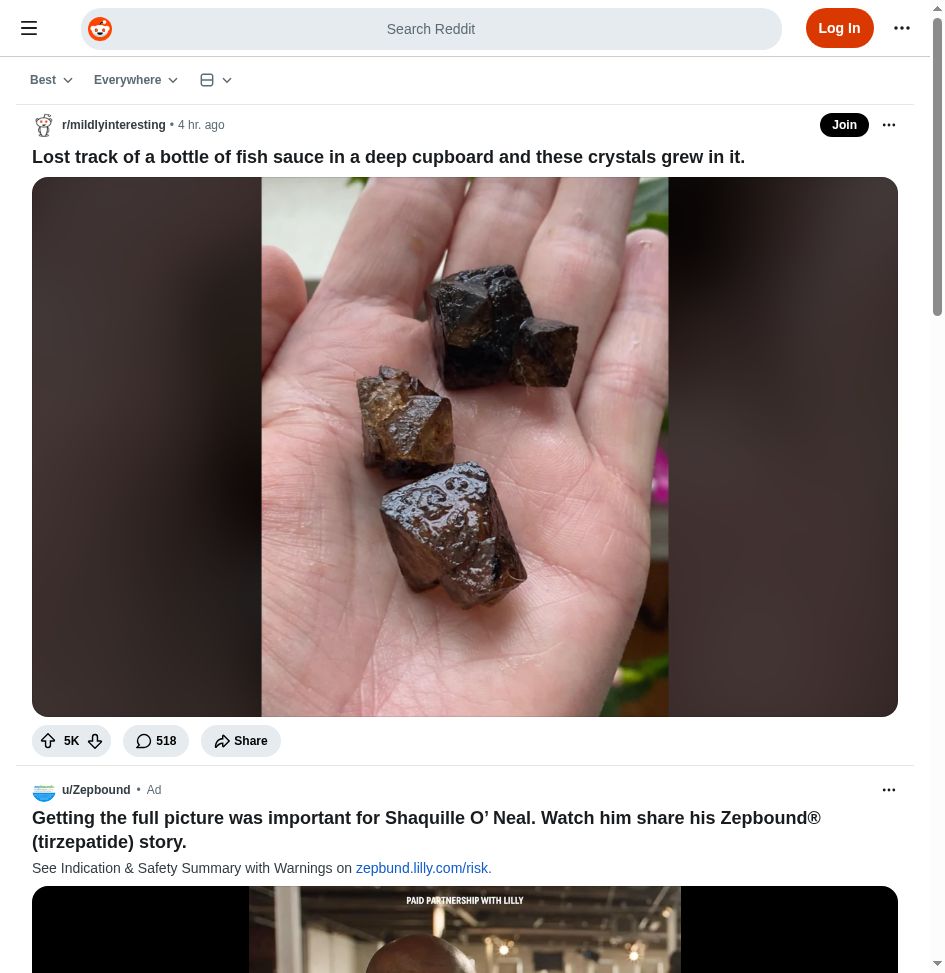 Search Reddit
Log In
Best
Everywhere
r/mildlyinteresting • 4 hr. ago
Join
Lost track of a bottle of fish sauce in a deep cupboard and these crystals grew in it.
5K
518
Share
u/Zepbound • Ad
Getting the full picture was important for Shaquille O’ Neal. Watch him share his Zepbound®
(tirzepatide) story.
See Indication & Safety Summary with Warnings on zepbund.lilly.com/risk.
PAID PARTNERSHIP WITH LILLY